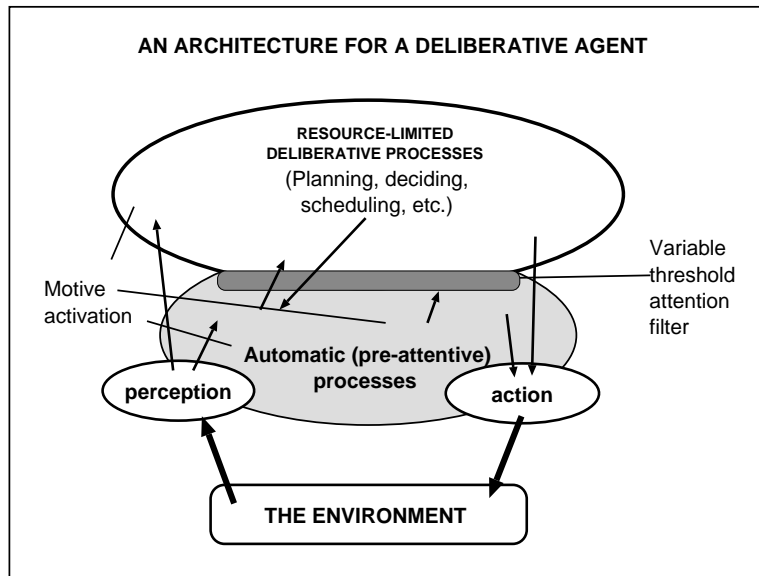 AN ARCHITECTURE FOR A DELIBERATIVE AGENT
RESOURCE-LIMITED
DELIBERATIVE PROCESSES
(Planning, deciding,
scheduling, etc.)
Variable
threshold
attention
filter
Motive
activation
Automatic (pre-attentive)
processes
perception
action
THE ENVIRONMENT